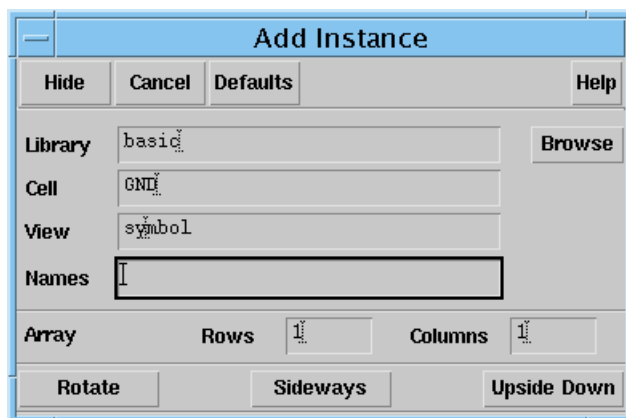 Add Instance
Hide Cancel Defaults Help
Library basic Browse
Cell GND
View symbol
Names
Array Rows 1 Columns 1
Rotate Sideways Upside Down